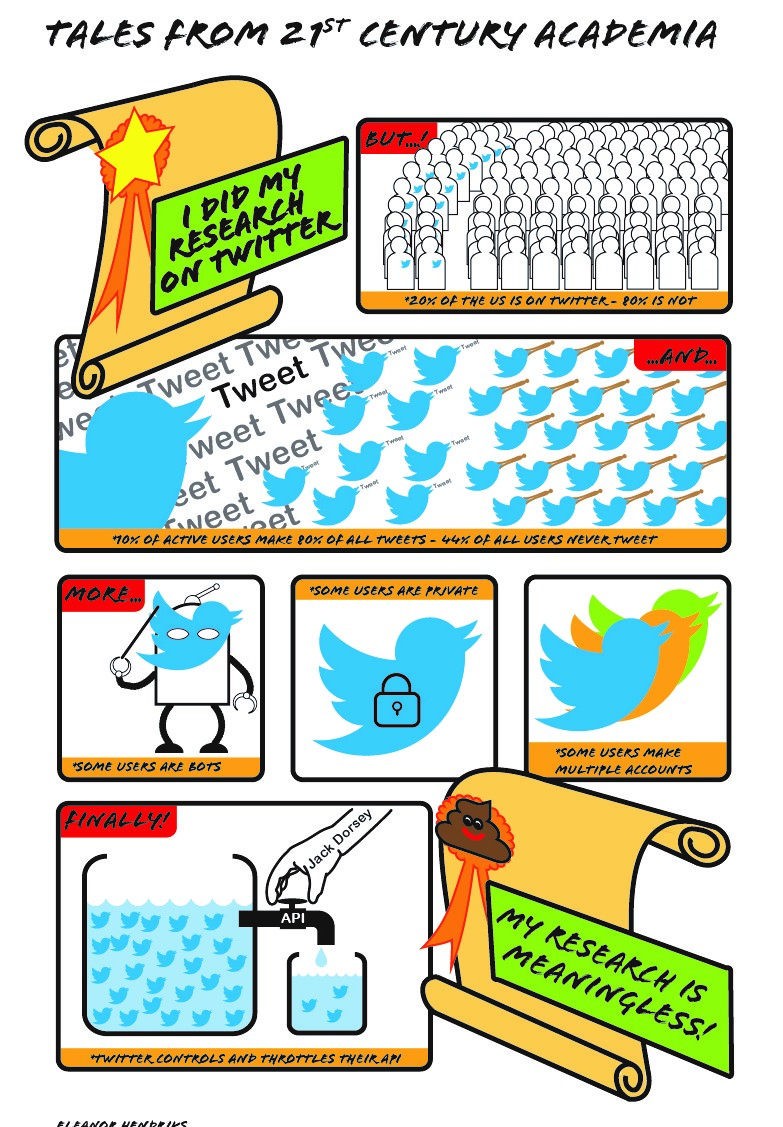 TALES FROM 21ST CENTURY ACADEMIA
I DID MY
RESEARCH
ON TWITTER
BUT...!
*20% OF THE US IS ON TWITTER - 80% IS NOT
...AND...
Tweet Tweet
Tweet Tweet
Tweet Tweet
Tweet Tweet
Tweet
Tweet
Tweet
Tweet
Tweet
Tweet
Tweet
Tweet
Tweet
*10% OF ACTIVE USERS MAKE 80% OF ALL TWEETS - 44% OF ALL USERS NEVER TWEET
MORE...
*SOME USERS ARE BOTS
*SOME USERS ARE PRIVATE
*SOME USERS MAKE
MULTIPLE ACCOUNTS
FINALLY!
Jack Dorsey
API
*TWITTER CONTROLS AND THROTTLES THEIR API
MY RESEARCH IS
MEANINGLESS!
ELEANOR HENDRIKS